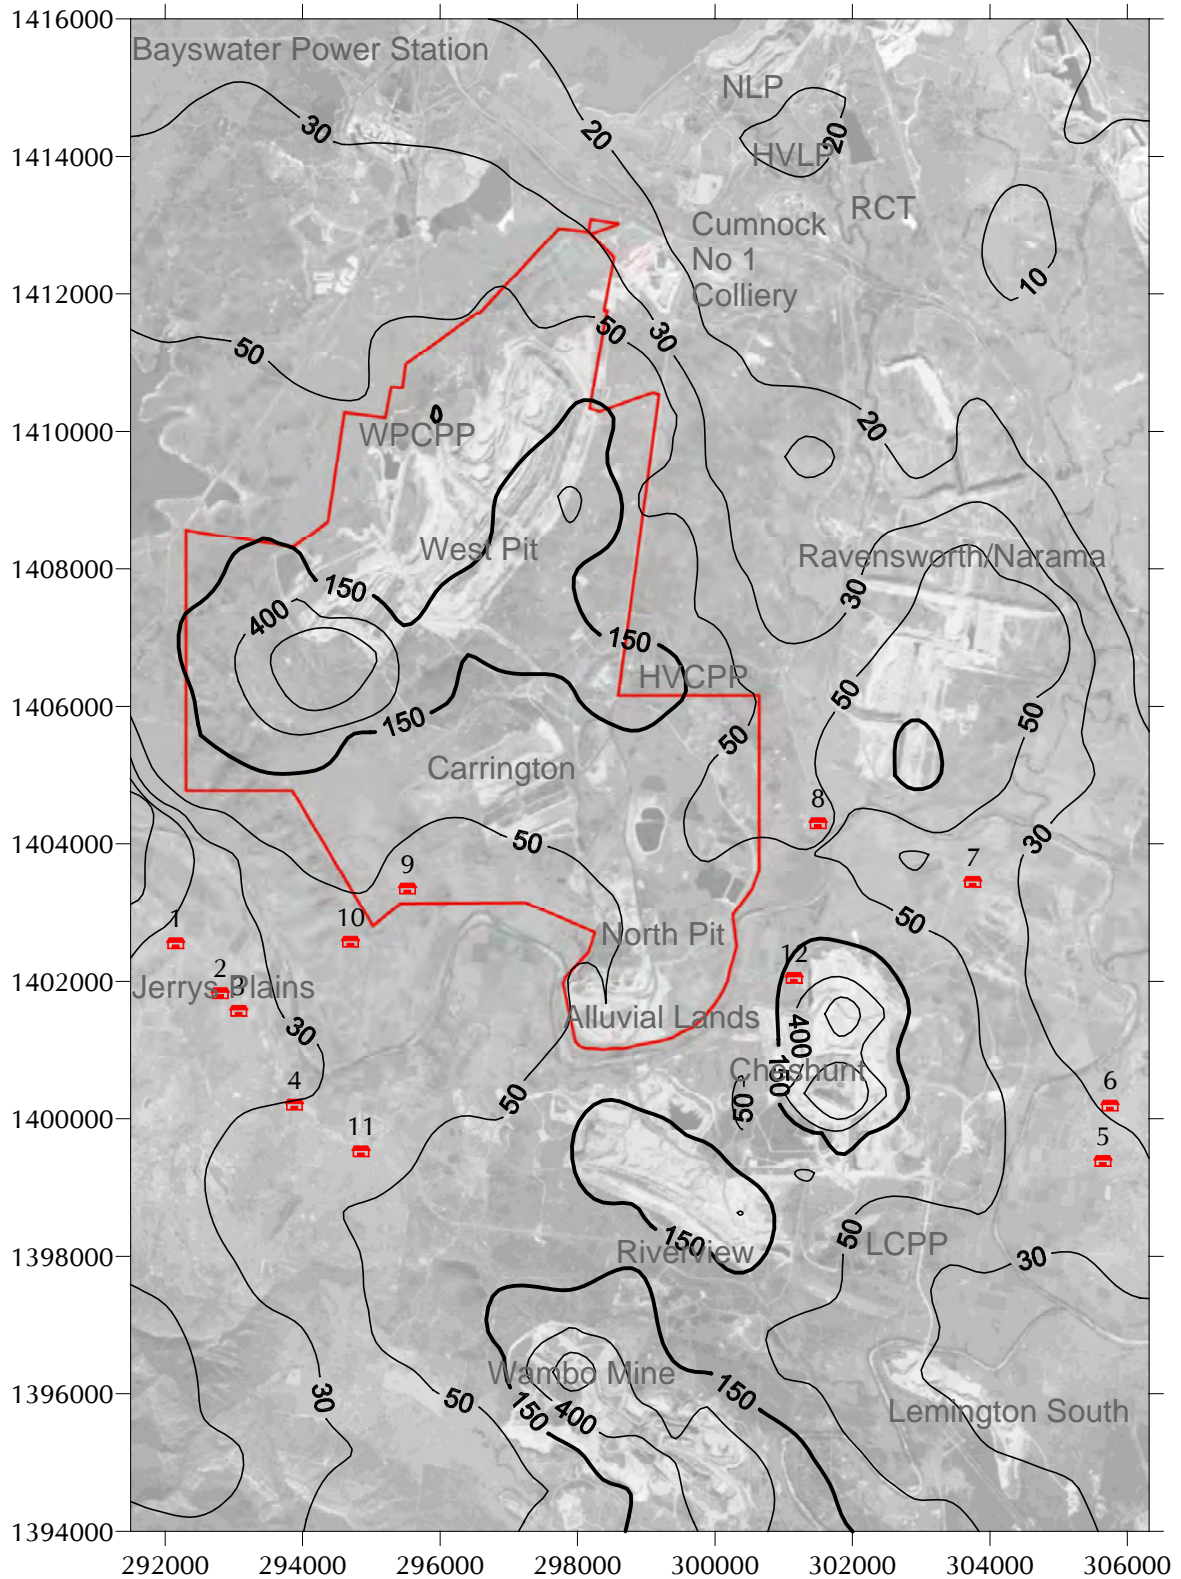 1416000
Bayswater Power Station
NLP
30
20
20
1414000
HVLP
RCT
Cumnock
No 1
Colliery
10
1412000
50
30
50
20
1410000
WPCPP
West Pit
Ravensworth/Narama
1408000
150
30
400
150
HVCPP
50
1406000
150
50
50
Carrington
8
1404000
50
30
9
7
10
1
50
North Pit
12
1402000
2
3
Jerrys Plains
Alluvial Lands
30
400
Cheshunt
150
4
50
50
6
1400000
11
5
150
50
LCPP
1398000
Riverview
30
Wambo Mine
1396000
30
50
150
400
150
Lemington South
1394000
292000 294000 296000 298000 300000 302000 304000 306000